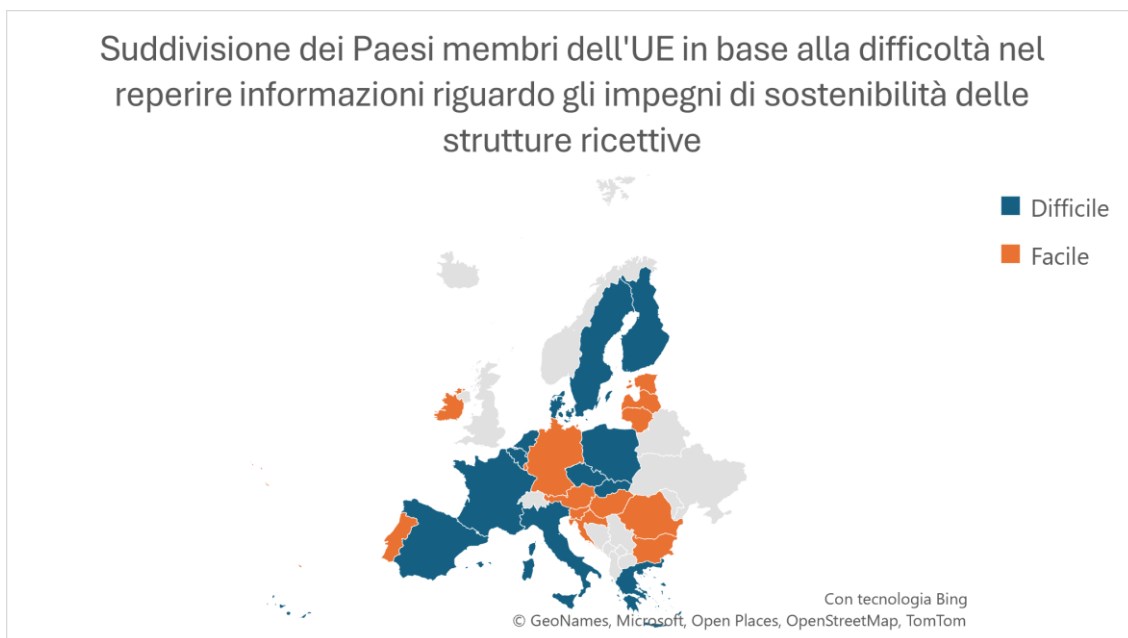 Suddivisione dei Paesi membri dell'UE in base alla difficoltà nel
reperire informazioni riguardo gli impegni di sostenibilità delle
strutture ricettive
Difficile
Facile
Con tecnologia Bing
© GeoNames, Microsoft, Open Places, OpenStreetMap, TomTom